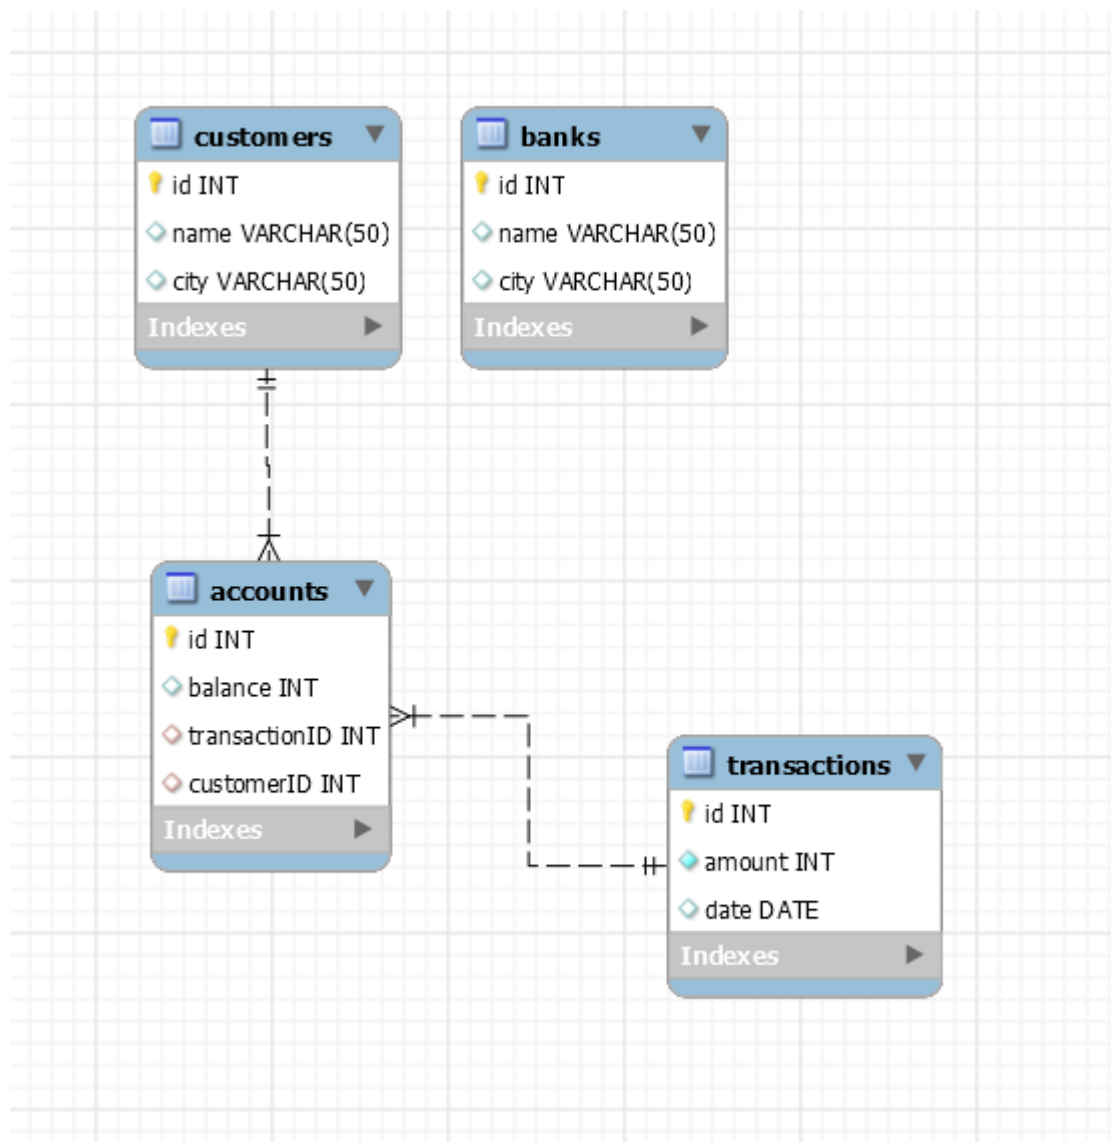 customers
id INT
name VARCHAR(50)
city VARCHAR(50)
Indexes
banks
id INT
name VARCHAR(50)
city VARCHAR(50)
Indexes
accounts
id INT
balance INT
transactionID INT
customerID INT
Indexes
transactions
id INT
amount INT
date DATE
Indexes